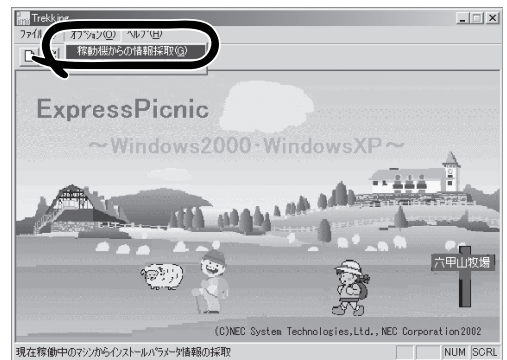 Trekking
ファイル オプション(O) ヘルプ(H)
稼動機からの情報採取(G)
ExpressPicnic
～Windows2000・WindowsXP～
六甲山牧場
(C)NEC System Technologies,Ltd., NEC Corporation2002
現在稼働中のマシンからインストールパラメータ情報の採取
NUM SCRL